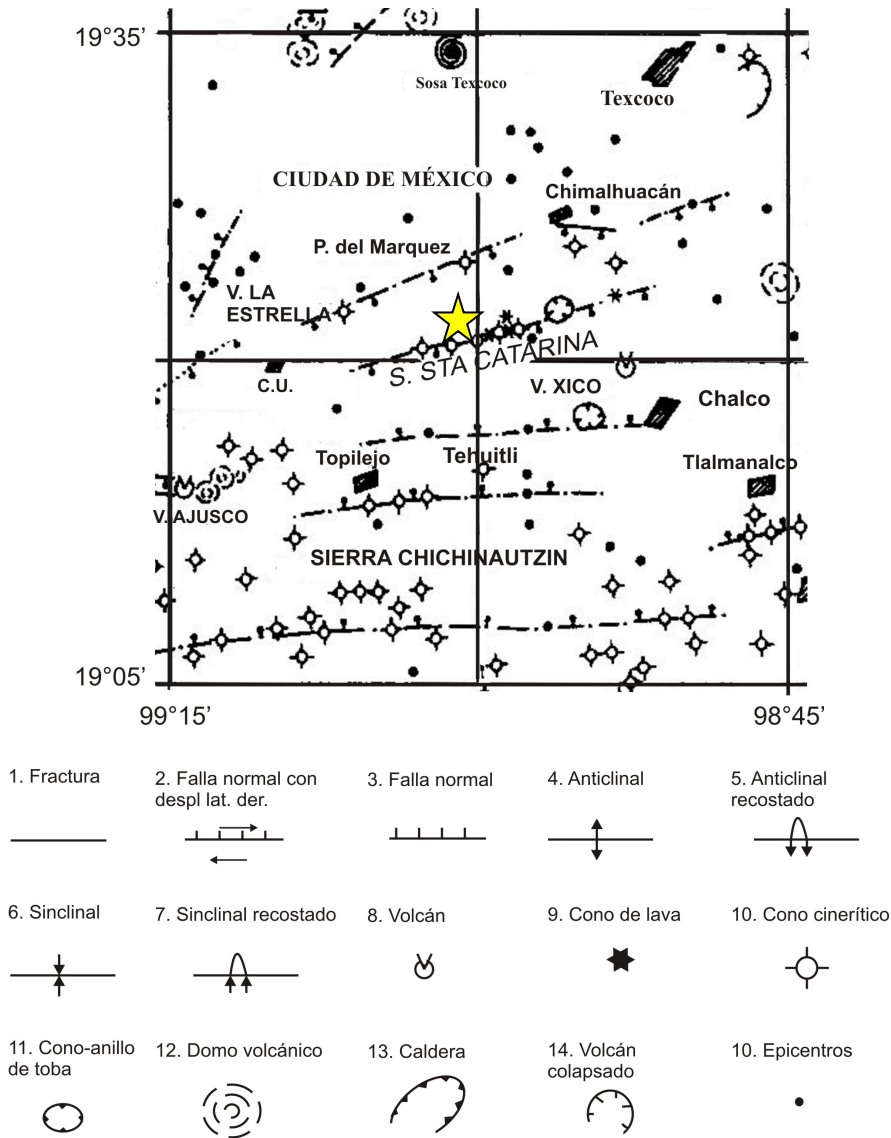 19°35'
Sosa Texcoco
Texcoco
CIUDAD DE MÉXICO
Chimalhuacán
P. del Marquez
V. LA
ESTRELLA
S. STA CATARINA
C.U.
V. XICO
Chalco
Topilejo
Tehuitli
Tlalmanalco
V. AJUSCO
SIERRA CHICHINAUTZIN
19°05'
99°15'
98°45'
1. Fractura
2. Falla normal con
despl lat. der.
3. Falla normal
4. Anticlinal
5. Anticlinal
recostado
6. Sinclinal
7. Sinclinal recostado
8. Volcán
9. Cono de lava
10. Cono cinerítico
11. Cono-anillo
de toba
12. Domo volcánico
13. Caldera
14. Volcán
colapsado
10. Epicentros